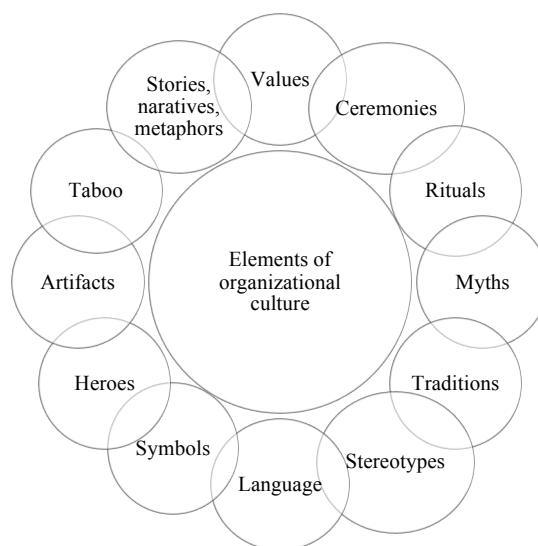 Values
Ceremonies
Rituals
Myths
Traditions
Stereotypes
Language
Symbols
Heroes
Artifacts
Taboo
Stories,
naratives,
metaphors
Elements of
organizational
culture